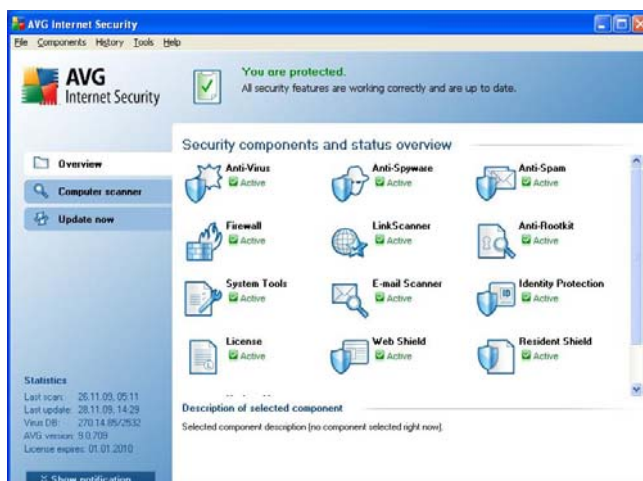 AVG Internet Security
File Components History Tools Help
AVG
Internet Security
You are protected.
All security features are working correctly and are up to date.
Overview
Computer scanner
Update now
Security components and status overview
Anti-Virus
Active
Anti-Spyware
Active
Anti-Spam
Active
Firewall
Active
LinkScanner
Active
Anti-Rootkit
Active
System Tools
Active
E-mail Scanner
Active
Identity Protection
Active
License
Active
Web Shield
Active
Resident Shield
Active
Statistics
Last scan: 26.11.09, 05:11
Last update: 28.11.09, 14:29
Virus DB: 270.14.85/2532
AVG version: 9.0.709
License expires: 01.01.2010
Show notification
Description of selected component
Selected component description (no component selected right now).